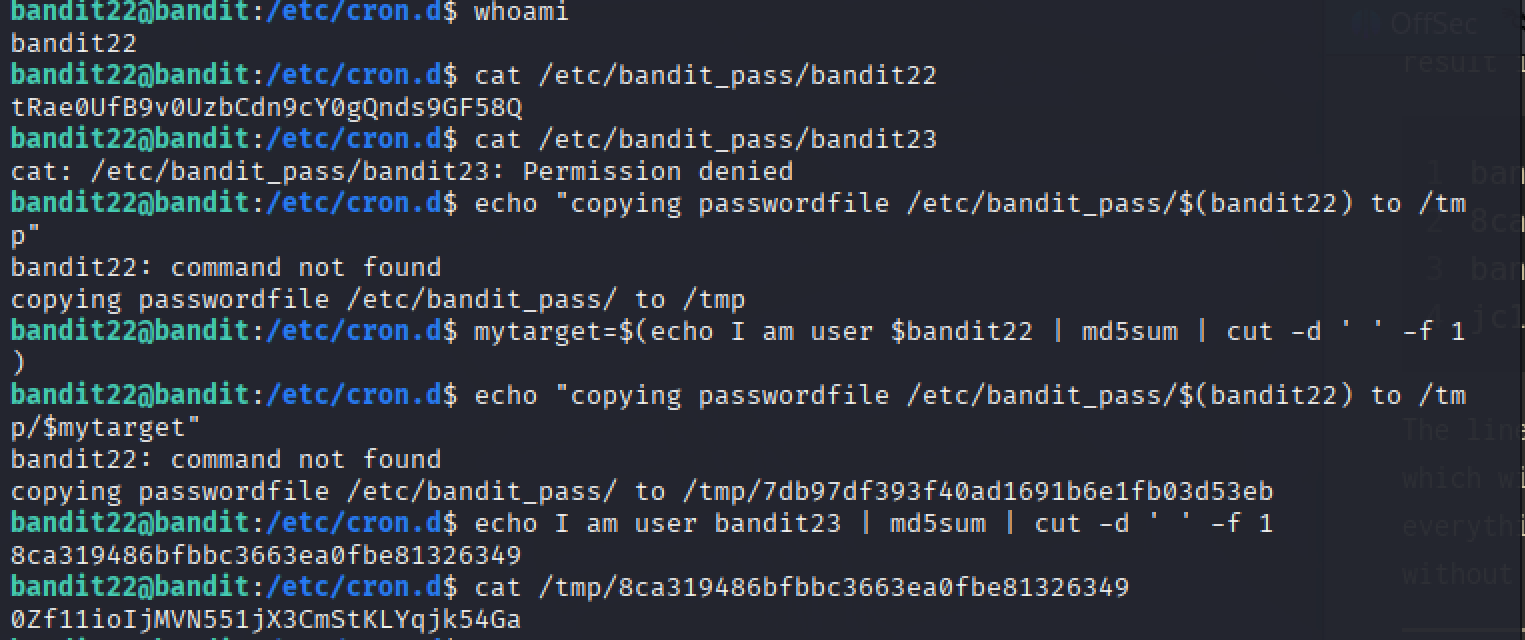 bandit22@bandit:/etc/cron.d$ whoami
bandit22
bandit22@bandit:/etc/cron.d$ cat /etc/bandit_pass/bandit22
tRae0UfB9v0UzbCdn9cY0gQnds9GF58Q
bandit22@bandit:/etc/cron.d$ cat /etc/bandit_pass/bandit23
cat: /etc/bandit_pass/bandit23: Permission denied
bandit22@bandit:/etc/cron.d$ echo "copying passwordfile /etc/bandit_pass/$(bandit22) to /tm
p"
bandit22: command not found
copying passwordfile /etc/bandit_pass/ to /tmp
bandit22@bandit:/etc/cron.d$ mytarget=$(echo I am user $bandit22 | md5sum | cut -d ' ' -f 1
)
bandit22@bandit:/etc/cron.d$ echo "copying passwordfile /etc/bandit_pass/$(bandit22) to /tm
p/$mytarget"
bandit22: command not found
copying passwordfile /etc/bandit_pass/ to /tmp/7db97df393f40ad1691b6e1fb03d53eb
bandit22@bandit:/etc/cron.d$ echo I am user bandit23 | md5sum | cut -d ' ' -f 1
8ca319486bfbbc3663ea0fbe81326349
bandit22@bandit:/etc/cron.d$ cat /tmp/8ca319486bfbbc3663ea0fbe81326349
0Zf11ioIjMVN551jX3CmStKLYqjk54Ga
OffSec
result
1 ban
2 8ca
3 ban
jcl
The line
which wi
everythi
without